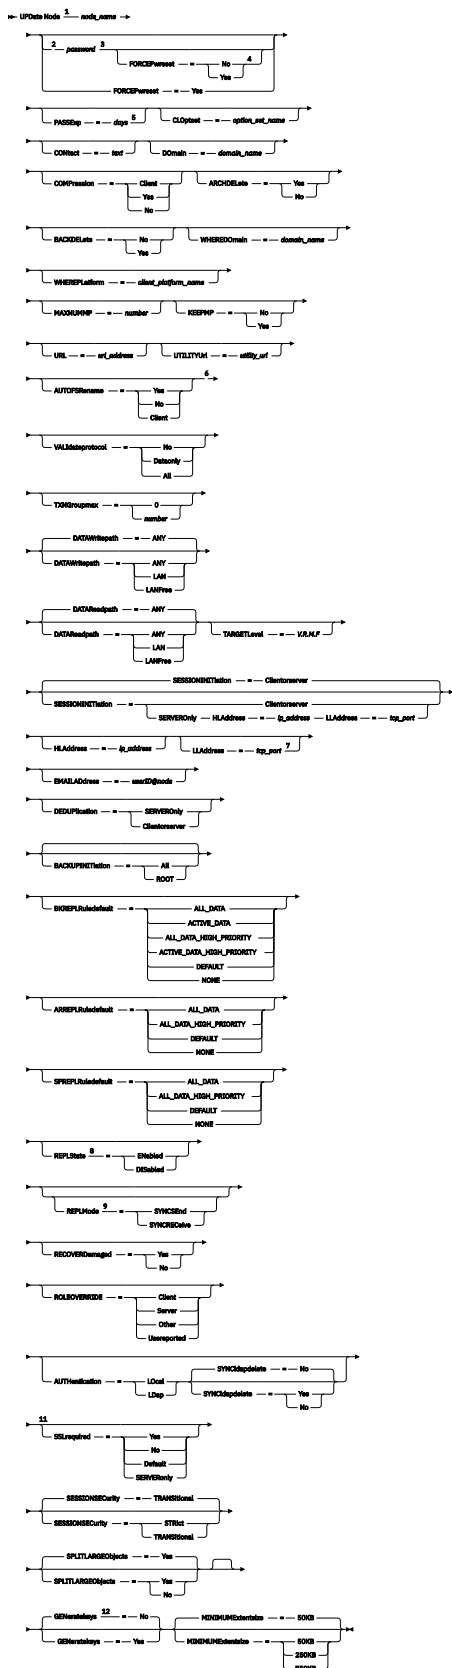 UPDate Node 1 node_name
2 password 3 FORCEPwreset = No 4
Yes
FORCEPwreset = Yes
PASSExp = days 5 CLOptset = option_set_name
CONtact = text DOmain = domain_name
COMPression = Client ARCHDELete = Yes
Yes No
No
BACKDELete = No WHEREDOmain = domain_name
Yes
WHEREPLatform = client_platform_name
MAXNUMMP = number KEEPMP = No
Yes
URL = url_address UTILITYUrl = utility_url
AUTOFSRename = Yes 6
No
Client
VALIdateprotocol = No
Dataonly
All
TXNGroupmax = 0
number
DATAWritepath = ANY
DATAWritepath = ANY
LAN
LANFree
DATAReadpath = ANY
DATAReadpath = ANY TARGETLevel = V.R.M.F
LAN
LANFree
SESSIONINITiation = Clientorserver
SESSIONINITiation = Clientorserver
SERVEROnly HLAddress = ip_address LLAddress = tcp_port
HLAddress = ip_address LLAddress = tcp_port 7
EMAILADdress = userID@node
DEDUPlication = SERVEROnly
Clientorserver
BACKUPINITiation = All
ROOT
BKREPLRuledefault = ALL_DATA
ACTIVE_DATA
ALL_DATA_HIGH_PRIORITY
ACTIVE_DATA_HIGH_PRIORITY
DEFAULT
NONE
ARREPLRuledefault = ALL_DATA
ALL_DATA_HIGH_PRIORITY
DEFAULT
NONE
SPREPLRuledefault = ALL_DATA
ALL_DATA_HIGH_PRIORITY
DEFAULT
NONE
REPLState 8 = ENabled
DISabled
REPLMode 9 = SYNCSEnd
SYNCRECeive
RECOVERDamaged = Yes
No
ROLEOVERRIDE = Client
Server
Other
Usereported
SYNCldapdelete = No
AUTHentication = LOcal
LDap SYNCldapdelete = Yes
No
11
SSLrequired = Yes
No
Default
SERVERonly
SESSIONSECurity = TRANSitional
SESSIONSECurity = STRict
TRANSitional
SPLITLARGEObjects = Yes
SPLITLARGEObjects = Yes
No
GENeratekeys 12 = No MINIMUMExtentsize = 50KB
GENeratekeys = Yes MINIMUMExtentsize = 50KB
250KB